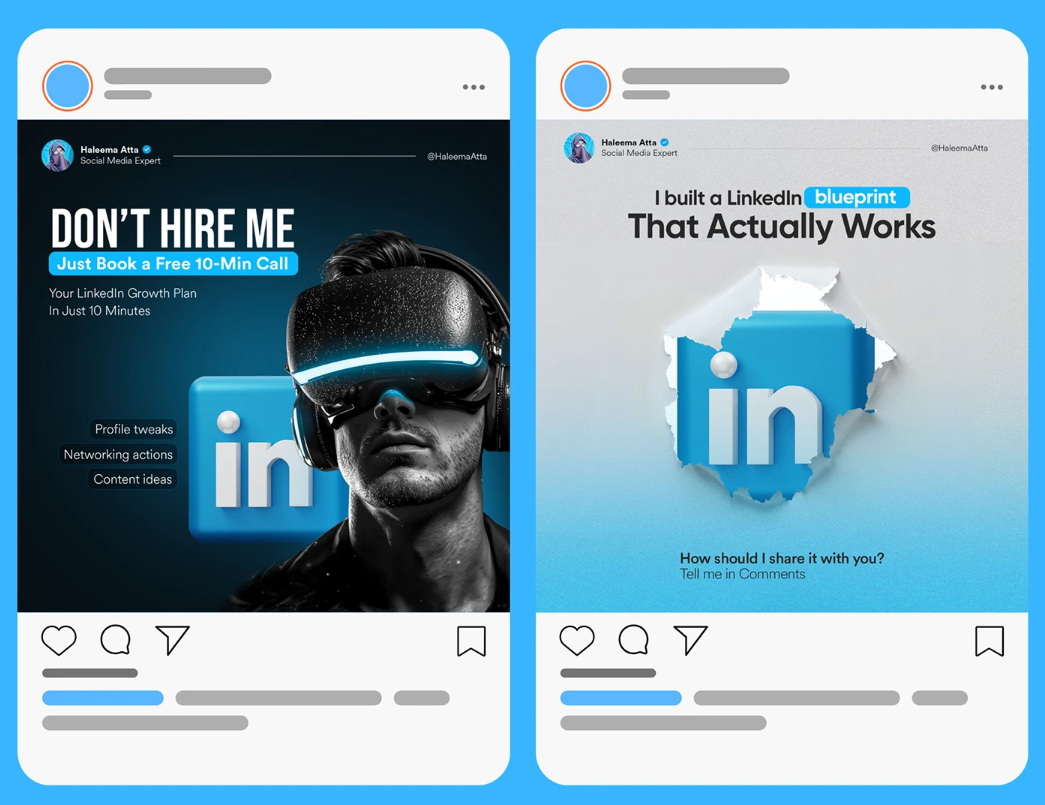 Haleema Atta
Social Media Expert
@HaleemaAtta
DON'T HIRE ME
Just Book a Free 10-Min Call
Your LinkedIn Growth Plan
In Just 10 Minutes
Profile tweaks
Networking actions
Content ideas
in
Haleema Atta
Social Media Expert
@HaleemaAtta
I built a LinkedIn blueprint
That Actually Works
in
How should I share it with you?
Tell me in Comments